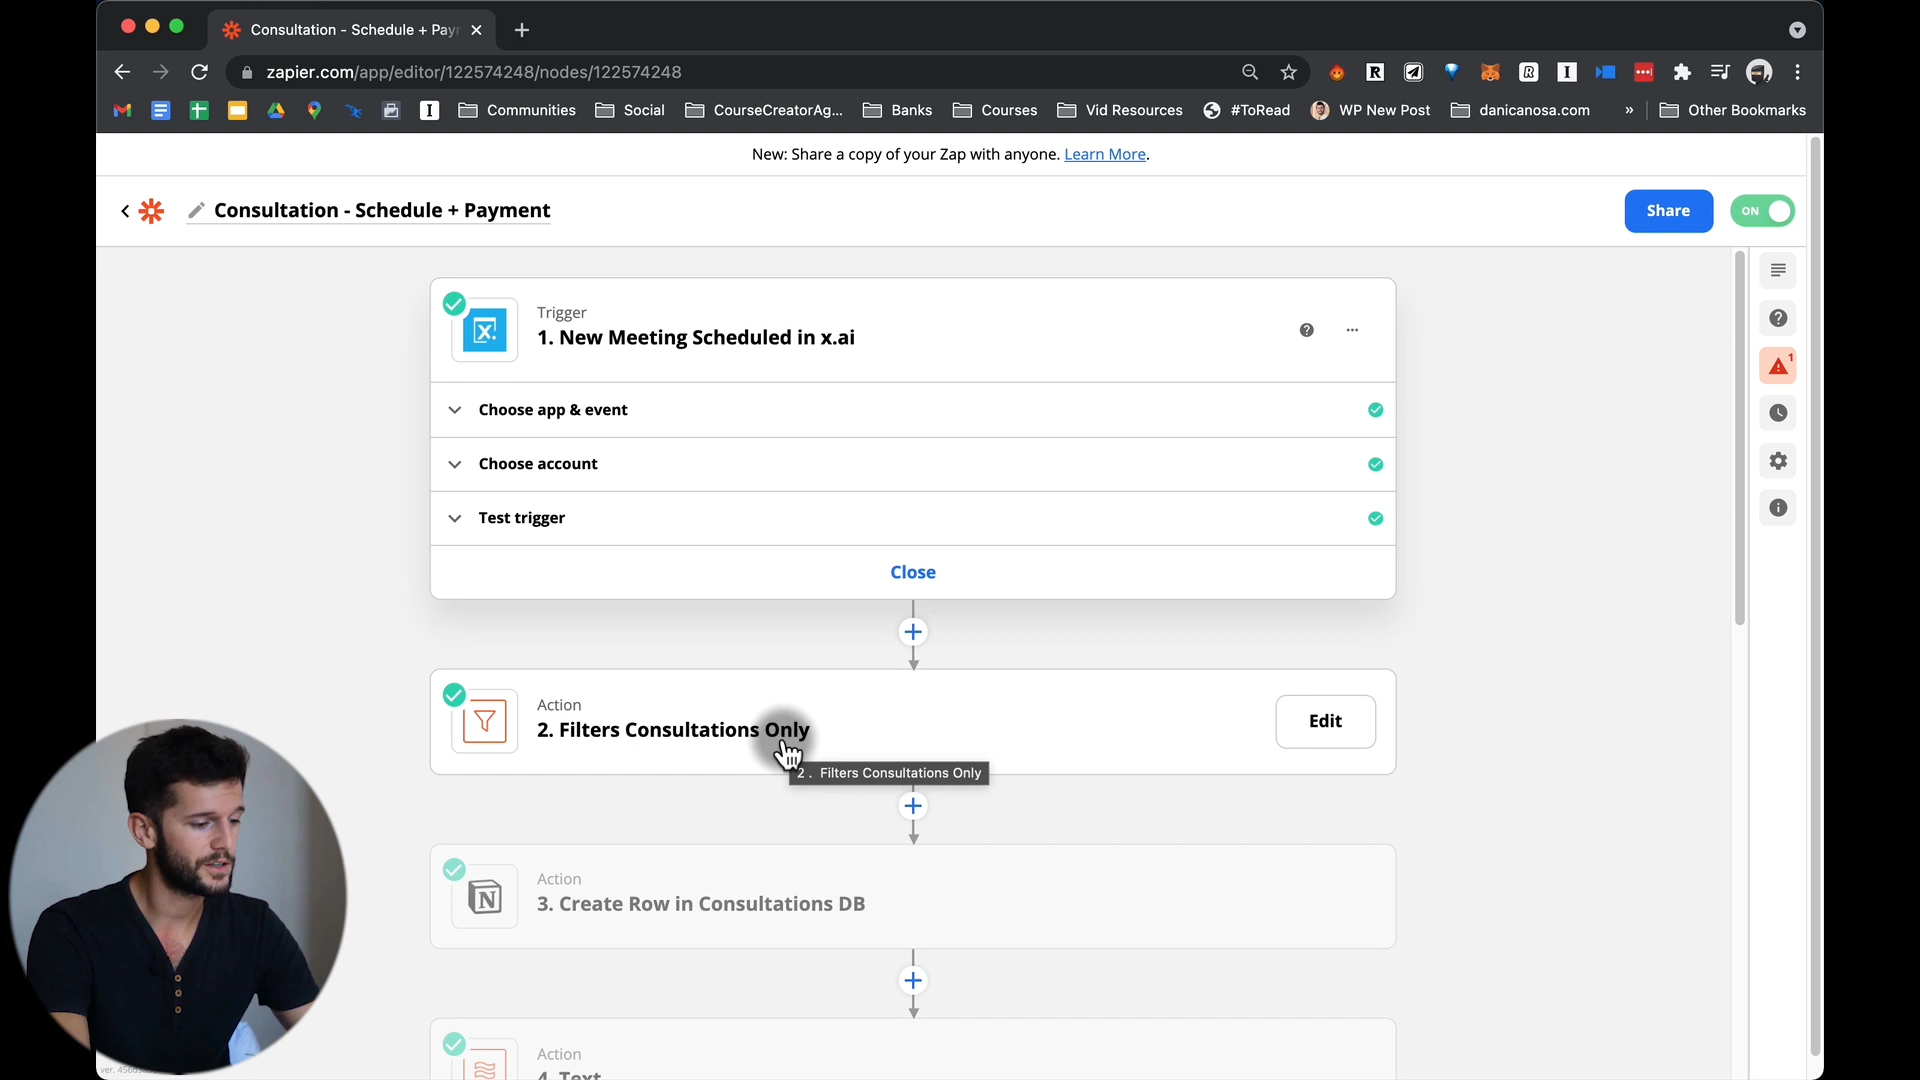 Consultation - Schedule + Payr
zapier.com/app/editor/122574248/nodes/122574248
Communities
Social
CourseCreatorAg...
Banks
Courses
Vid Resources
#ToRead
WP New Post
danicanosa.com
»
Other Bookmarks
New: Share a copy of your Zap with anyone. Learn More.
Consultation - Schedule + Payment
Share
ON
Trigger
1. New Meeting Scheduled in x.ai
Choose app & event
Choose account
Test trigger
Close
1
Action
2. Filters Consultations Only
Edit
2 . Filters Consultations Only
Action
3. Create Row in Consultations DB
Action
4. Text